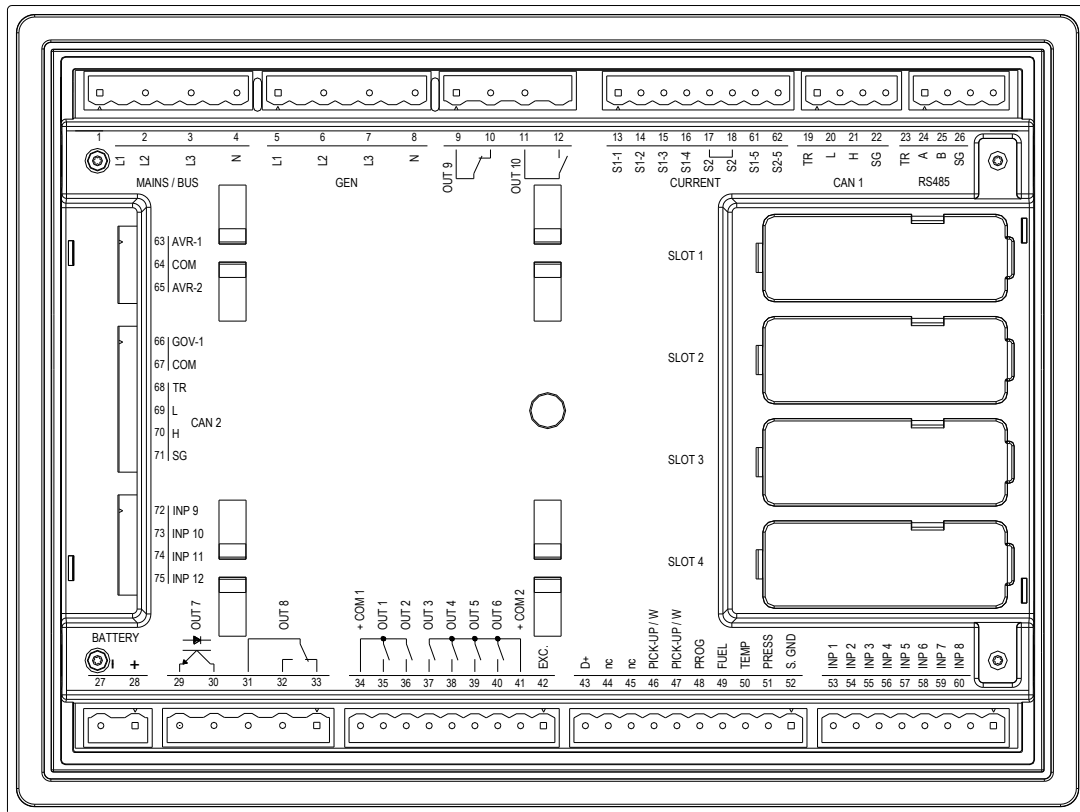 1 2 3 4 5 6 7 8 9 10 11 12 13 14 15 16 17 18 61 62 19 20 21 22 23 24 25 26
L1 L2 L3 N L1 L2 L3 N OUT 9 OUT 10 S1-1 S1-2 S1-3 S1-4 S2 S2 S1-5 S2-5 TR L H SG TR A B SG
MAINS / BUS GEN CURRENT CAN 1 RS485
63 AVR-1
64 COM
65 AVR-2
66 GOV-1
67 COM
68 TR
69 L
CAN 2
70 H
71 SG
72 INP 9
73 INP 10
74 INP 11
75 INP 12
SLOT 1
SLOT 2
SLOT 3
SLOT 4
BATTERY
- + OUT 7 OUT 8 + COM 1 OUT 1 OUT 2 OUT 3 OUT 4 OUT 5 OUT 6 + COM 2 EXC. D+ nc nc PICK-UP / W PICK-UP / W PROG FUEL TEMP PRESS S. GND INP 1 INP 2 INP 3 INP 4 INP 5 INP 6 INP 7 INP 8
27 28 29 30 31 32 33 34 35 36 37 38 39 40 41 42 43 44 45 46 47 48 49 50 51 52 53 54 55 56 57 58 59 60